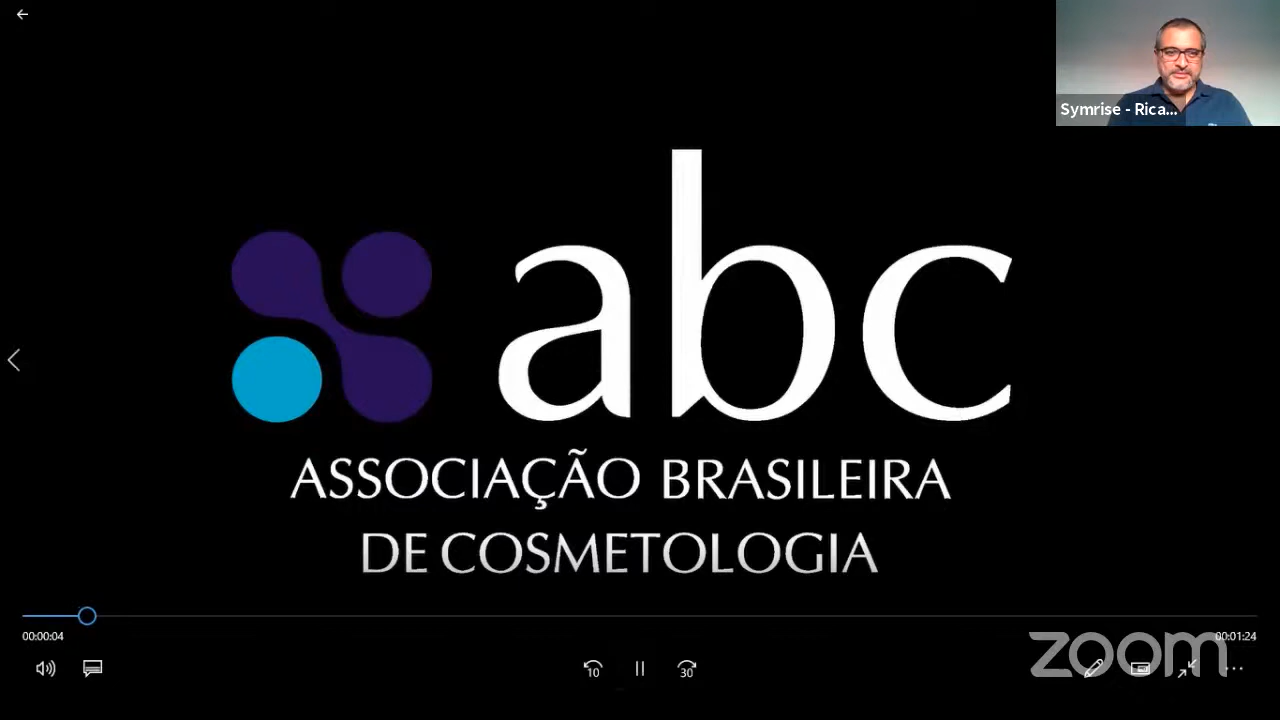 Symrise - Rica...
abc
ASSOCIAÇÃO BRASILEIRA
DE COSMETOLOGIA
00:00:04
00:01:24
10
30
zoom